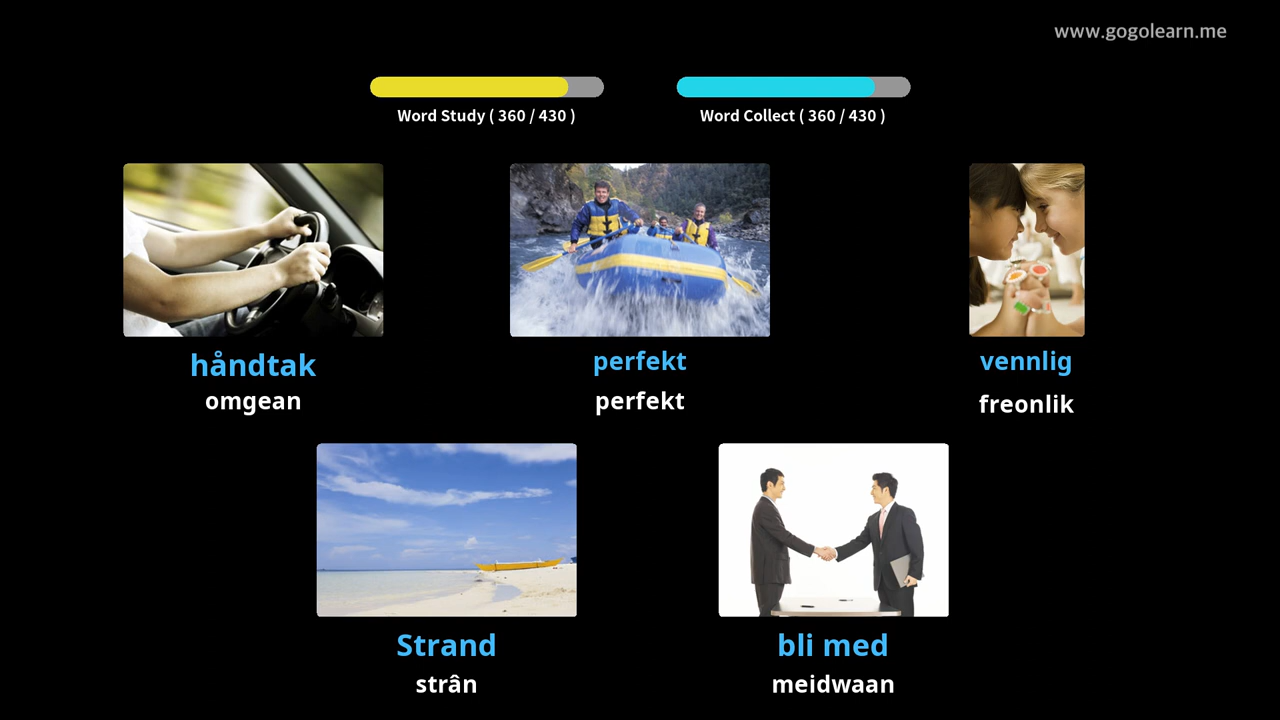 www.gogolearn.me
Word Study ( 360 / 430 )
Word Collect ( 360 / 430 )
håndtak
omgean
perfekt
perfekt
vennlig
freonlik
Strand
strân
bli med
meidwaan